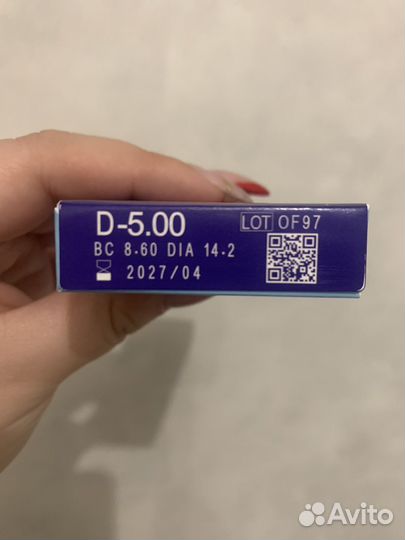 D-5.00 LOT OF97
BC 8.60 DIA 14.2
2027/04
Avito